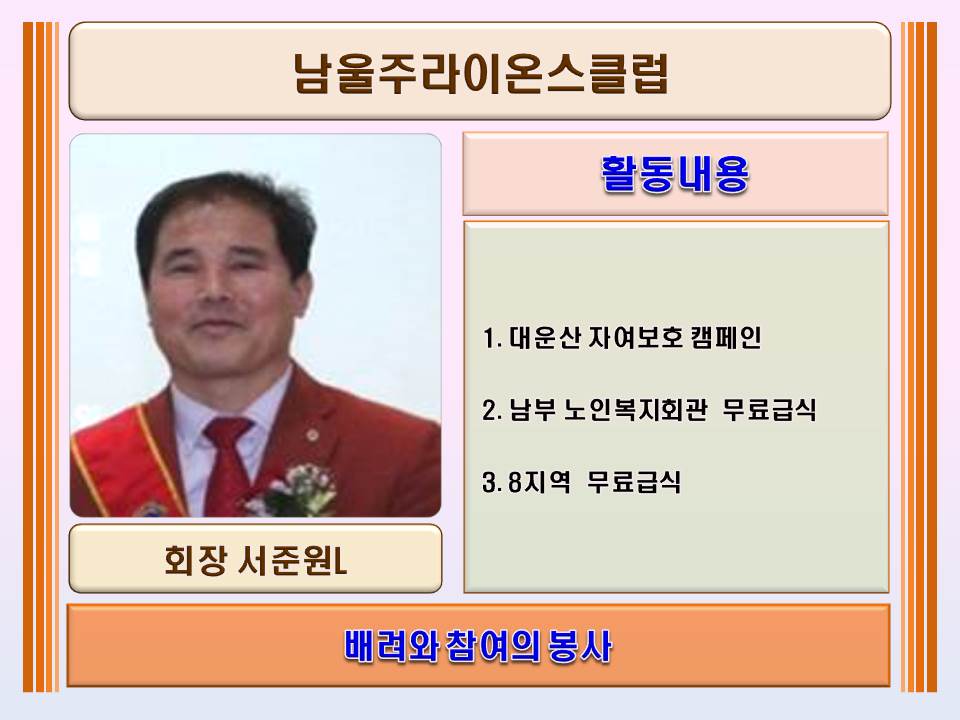 남울주라이온스클럽
활동내용
1. 대운산 자여보호 캠페인
2. 남부 노인복지회관 무료급식
3. 8지역 무료급식
회장 서준원L
배려와 참여의 봉사